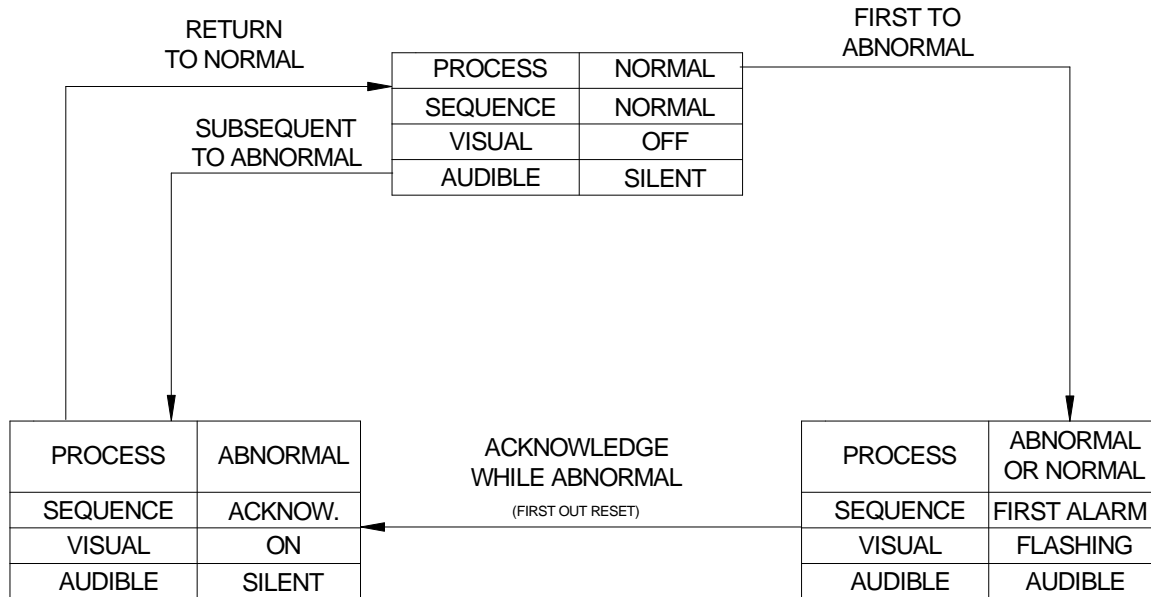 RETURN
TO NORMAL
FIRST TO
ABNORMAL
PROCESS NORMAL
SEQUENCE NORMAL
VISUAL OFF
AUDIBLE SILENT
SUBSEQUENT
TO ABNORMAL
PROCESS ABNORMAL
SEQUENCE ACKNOW.
VISUAL ON
AUDIBLE SILENT
ACKNOWLEDGE
WHILE ABNORMAL
(FIRST OUT RESET)
PROCESS ABNORMAL
OR NORMAL
SEQUENCE FIRST ALARM
VISUAL FLASHING
AUDIBLE AUDIBLE